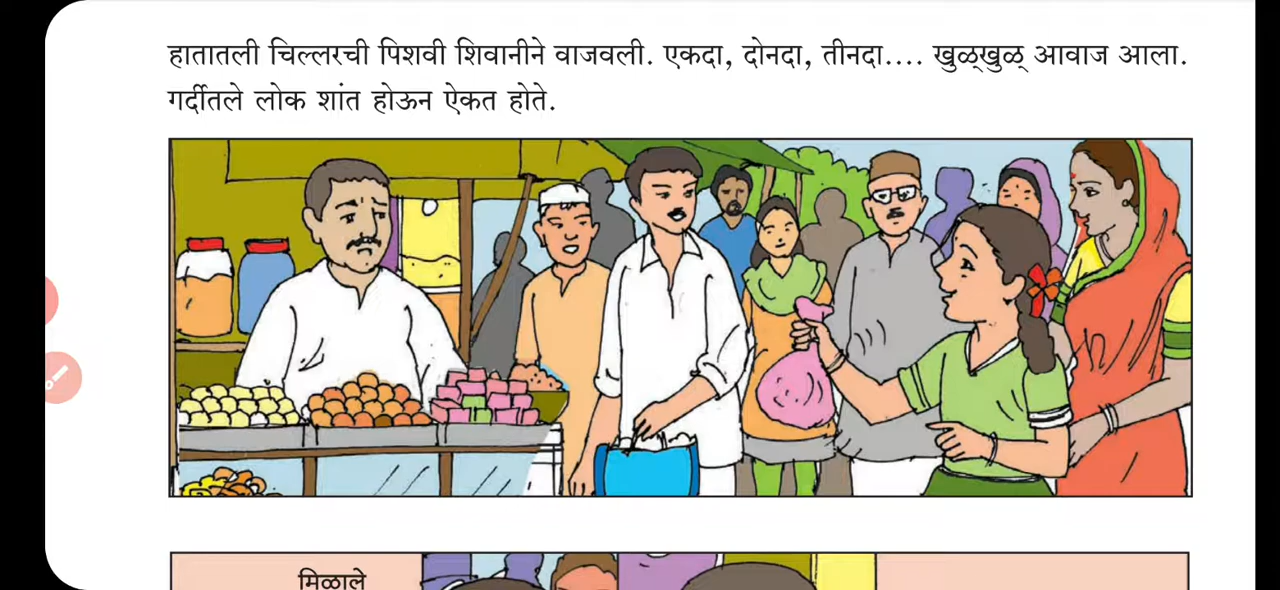 हातातली चिल्लरची पिशवी शिवानीने वाजवली. एकदा, दोनदा, तीनदा.... खुळ्खुळ् आवाज आला.
गर्दीतले लोक शांत होऊन ऐकत होते.
मिळाले